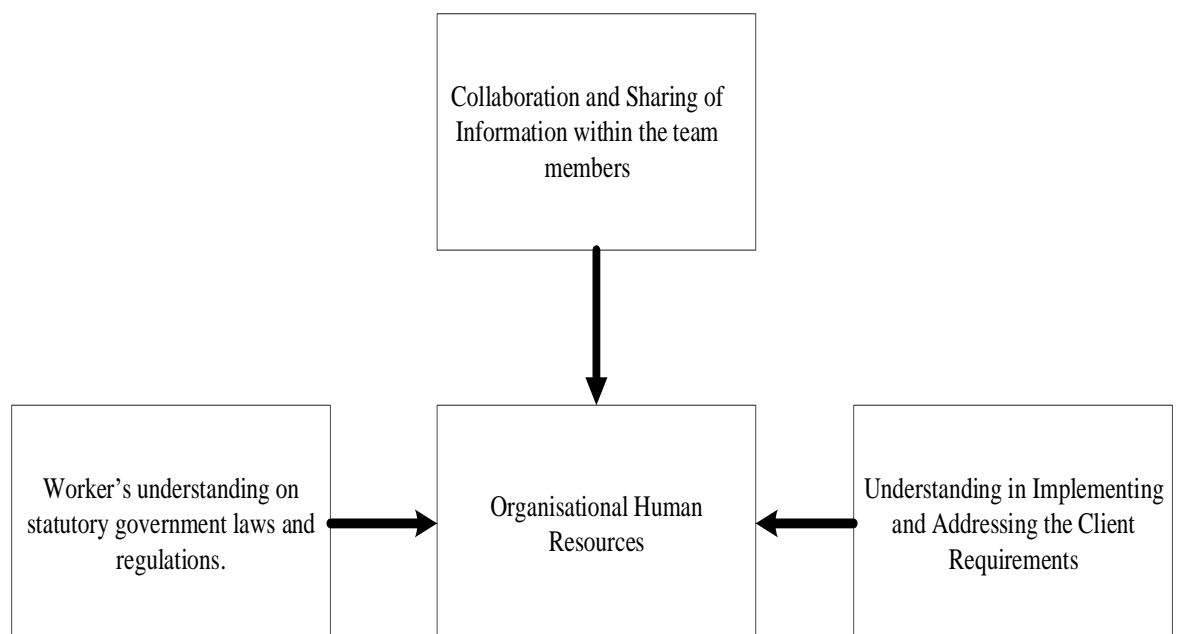 Collaboration and Sharing of
Information within the team
members
Worker’s understanding on
statutory government laws and
regulations.
Organisational Human
Resources
Understanding in Implementing
and Addressing the Client
Requirements